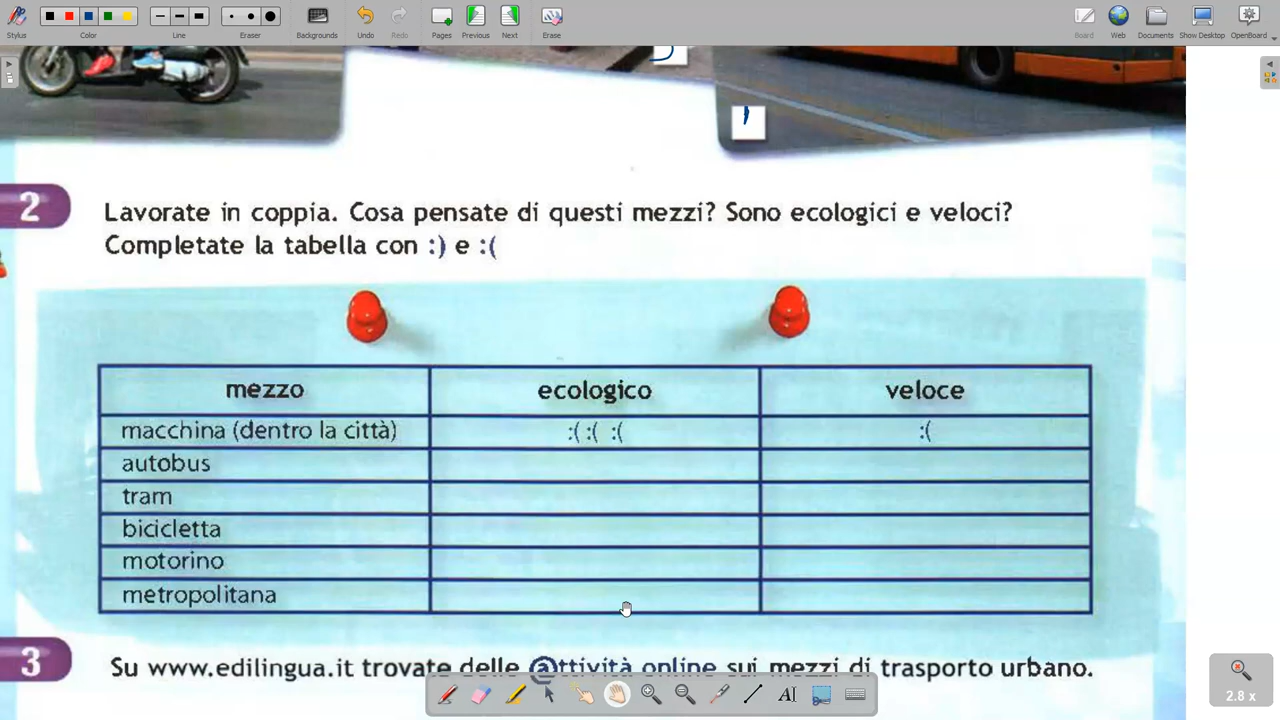 Stylus
Color
Line
Eraser
Backgrounds
Undo
Redo
Pages
Previous
Next
Erase
Board
Web
Documents
Show Desktop
OpenBoard
2
Lavorate in coppia. Cosa pensate di questi mezzi? Sono ecologici e veloci?
Completate la tabella con :) e :(
mezzo ecologico veloce
macchina (dentro la città) :( :( :( :(
autobus
tram
bicicletta
motorino
metropolitana
3
Su www.edilingua.it trovate delle @ttività online sui mezzi di trasporto urbano.
AI
2.8 x